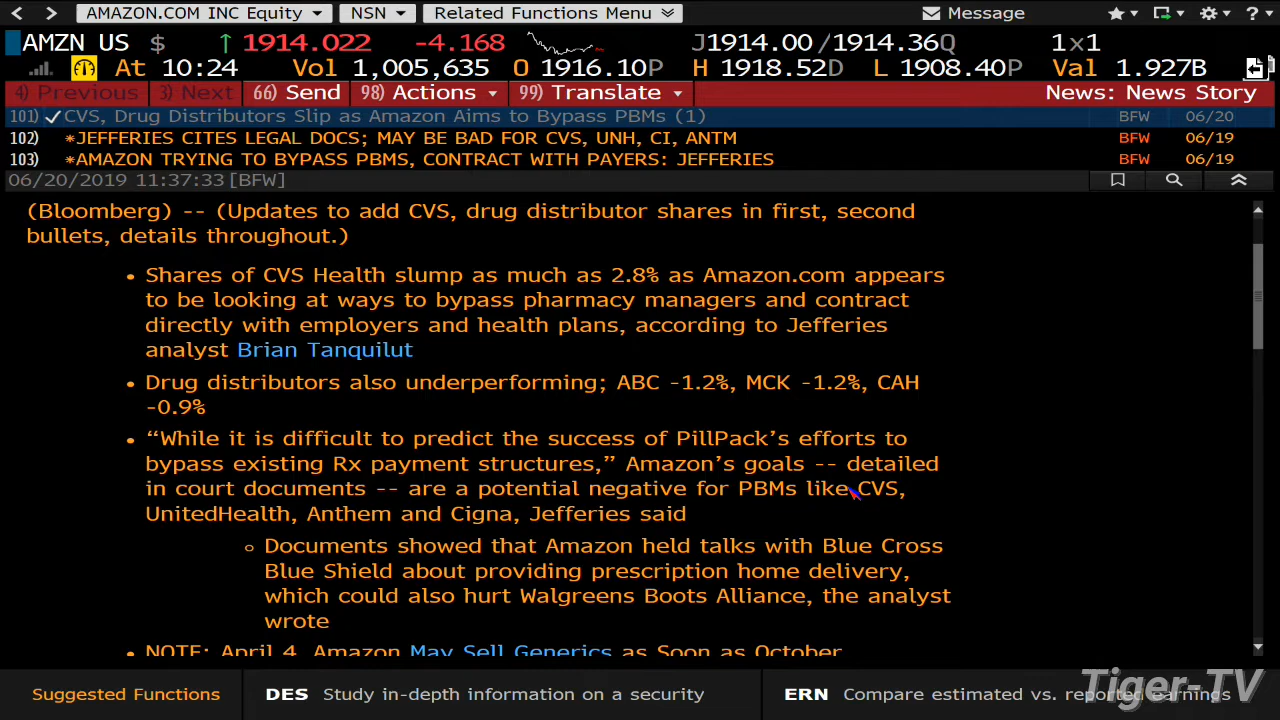 AMAZON.COM INC Equity NSN Related Functions Menu Message ?
AMZN US $ ↑ 1914.022 -4.168 J1914.00 /1914.36Q 1x1
At 10:24 Vol 1,005,635 O 1916.10P H 1918.52D L 1908.40P Val 1.927B
4) Previous 3) Next 66) Send 98) Actions 99) Translate News: News Story
101) CVS, Drug Distributors Slip as Amazon Aims to Bypass PBMs (1) BFW 06/20
102) *JEFFERIES CITES LEGAL DOCS; MAY BE BAD FOR CVS, UNH, CI, ANTM BFW 06/19
103) *AMAZON TRYING TO BYPASS PBMS, CONTRACT WITH PAYERS: JEFFERIES BFW 06/19
06/20/2019 11:37:33 [BFW]
(Bloomberg) -- (Updates to add CVS, drug distributor shares in first, second
bullets, details throughout.)
• Shares of CVS Health slump as much as 2.8% as Amazon.com appears
to be looking at ways to bypass pharmacy managers and contract
directly with employers and health plans, according to Jefferies
analyst Brian Tanquilut
• Drug distributors also underperforming; ABC -1.2%, MCK -1.2%, CAH
-0.9%
• “While it is difficult to predict the success of PillPack’s efforts to
bypass existing Rx payment structures,” Amazon’s goals -- detailed
in court documents -- are a potential negative for PBMs like CVS,
UnitedHealth, Anthem and Cigna, Jefferies said
○ Documents showed that Amazon held talks with Blue Cross
Blue Shield about providing prescription home delivery,
which could also hurt Walgreens Boots Alliance, the analyst
wrote
• NOTE: April 4, Amazon May Sell Generics as Soon as October
Suggested Functions DES Study in-depth information on a security ERN Compare estimated vs. reported earnings
Tiger-TV